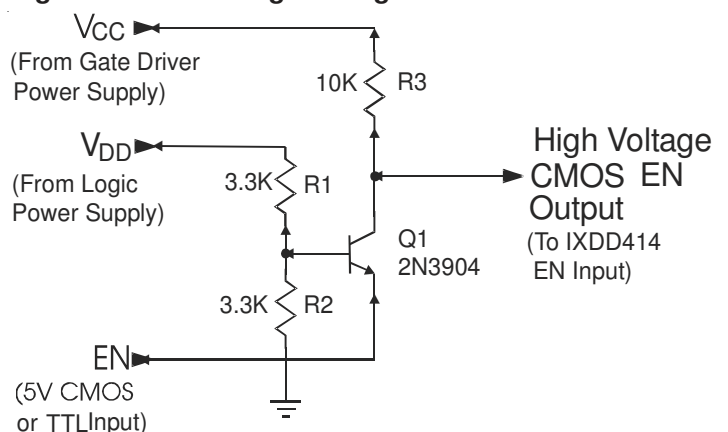 VCC
(From Gate Driver
Power Supply)
10K
R3
VDD
(From Logic
Power Supply)
3.3K
R1
High Voltage
CMOS EN
Output
(To IXDD414
EN Input)
Q1
2N3904
3.3K
R2
EN
(5V CMOS
or TTLInput)